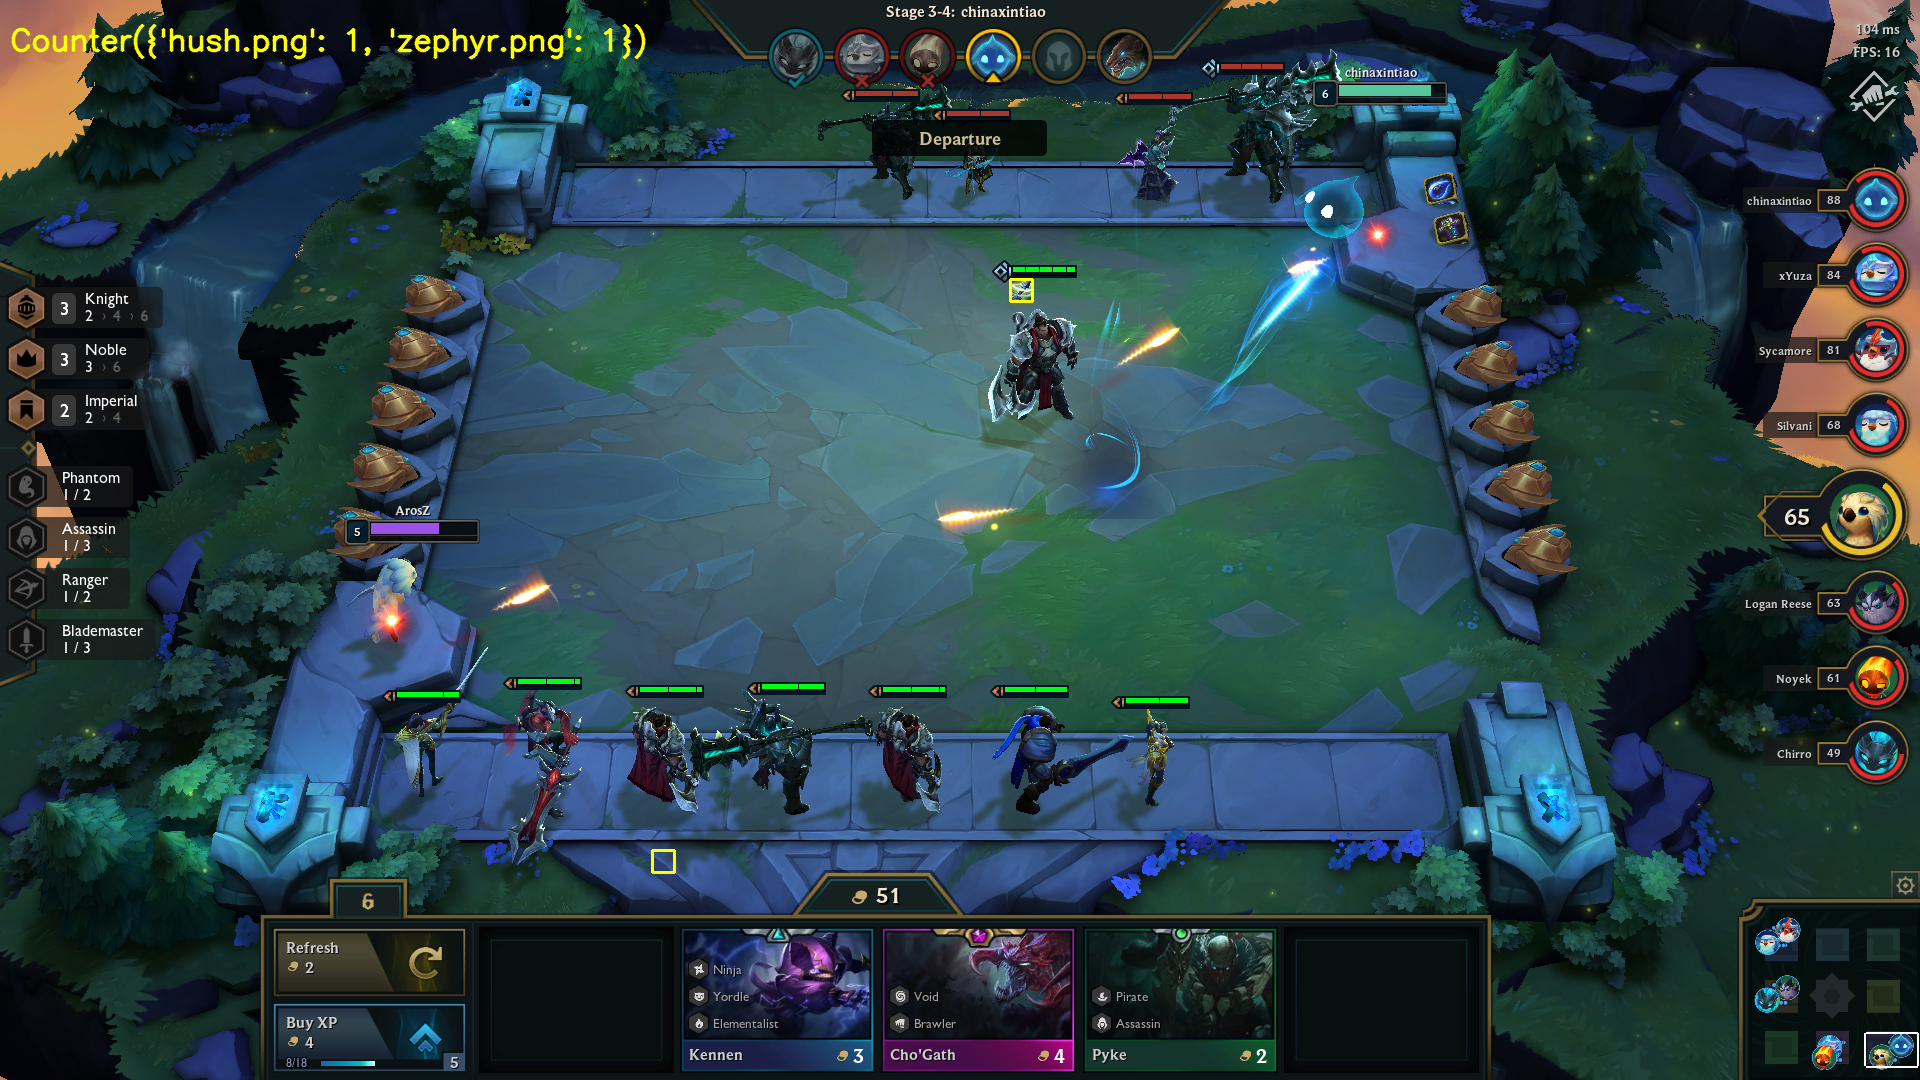 Stage 3-4: chinaxintiao
Counter({'hush.png': 1, 'zephyr.png': 1})
104 ms
FPS: 16
chinaxintiao
6
Departure
chinaxintiao 88
xYuza 84
Sycamore 81
Silvani 68
65
Logan Reese 63
Noyek 61
Chirro 49
3 Knight
2 › 4 › 6
3 Noble
3 › 6
2 Imperial
2 › 4
Phantom
1 / 2
Assassin
1 / 3
Ranger
1 / 2
Blademaster
1 / 3
ArosZ
5
6
51
Refresh
2
Buy XP
4
8/18
5
Ninja
Yordle
Elementalist
Kennen 3
Void
Brawler
Cho'Gath 4
Pirate
Assassin
Pyke 2